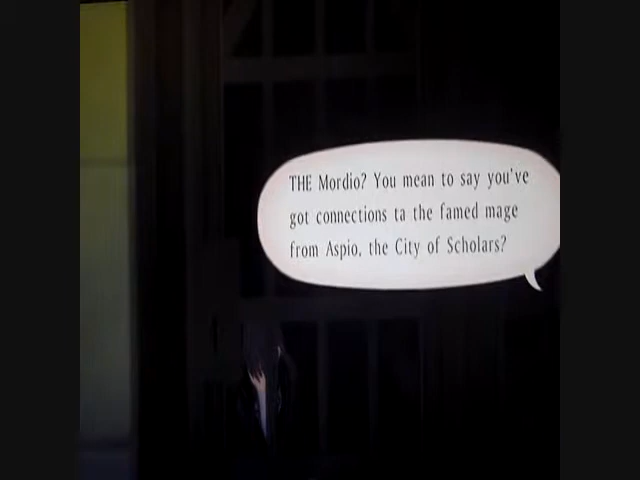 THE Mordio? You mean to say you've
got connections ta the famed mage
from Aspio, the City of Scholars?